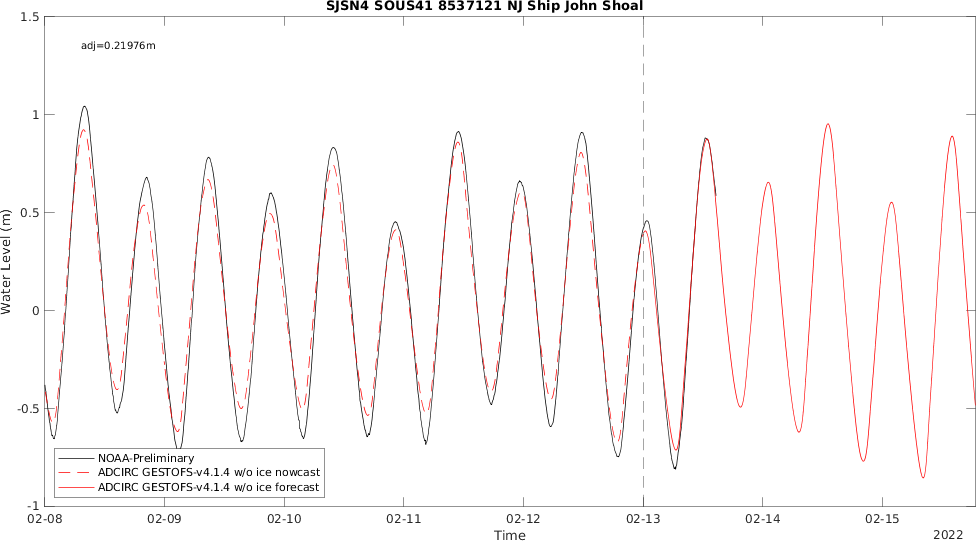 SJSN4 SOUS41 8537121 NJ Ship John Shoal
adj=0.21976m
1.5
1
0.5
0
-0.5
-1
Water Level (m)
NOAA-Preliminary
ADCIRC GESTOFS-v4.1.4 w/o ice nowcast
ADCIRC GESTOFS-v4.1.4 w/o ice forecast
02-08
02-09
02-10
02-11
02-12
02-13
02-14
02-15
Time
2022